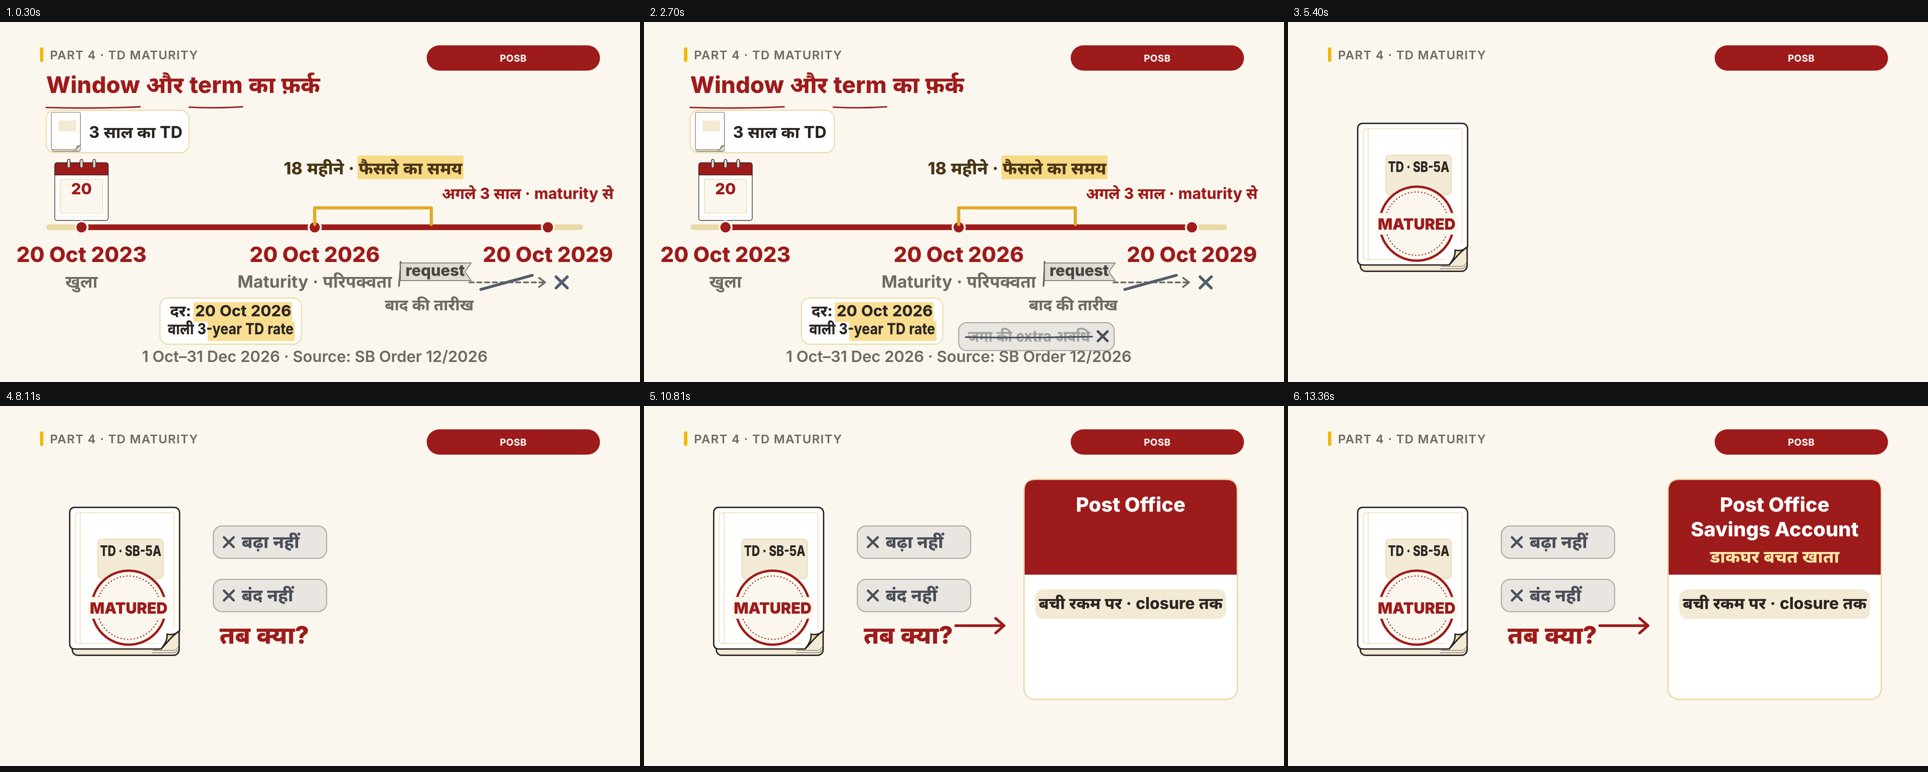 1. 0.30s
PART 4 · TD MATURITY
POSB
Window और term का फ़र्क
3 साल का TD
20
18 महीने · फैसले का समय
अगले 3 साल · maturity से
20 Oct 2023
20 Oct 2026
20 Oct 2029
खुला
Maturity · परिपक्वता
request
बाद की तारीख
दर: 20 Oct 2026
वाली 3-year TD rate
1 Oct–31 Dec 2026 · Source: SB Order 12/2026
2. 2.70s
PART 4 · TD MATURITY
POSB
Window और term का फ़र्क
3 साल का TD
20
18 महीने · फैसले का समय
अगले 3 साल · maturity से
20 Oct 2023
20 Oct 2026
20 Oct 2029
खुला
Maturity · परिपक्वता
request
बाद की तारीख
दर: 20 Oct 2026
वाली 3-year TD rate
जमा की extra अवधि
1 Oct–31 Dec 2026 · Source: SB Order 12/2026
3. 5.40s
PART 4 · TD MATURITY
POSB
TD · SB-5A
MATURED
4. 8.11s
PART 4 · TD MATURITY
POSB
TD · SB-5A
MATURED
बढ़ा नहीं
बंद नहीं
तब क्या?
5. 10.81s
PART 4 · TD MATURITY
POSB
TD · SB-5A
MATURED
बढ़ा नहीं
बंद नहीं
तब क्या?
Post Office
बची रकम पर · closure तक
6. 13.36s
PART 4 · TD MATURITY
POSB
TD · SB-5A
MATURED
बढ़ा नहीं
बंद नहीं
तब क्या?
Post Office
Savings Account
डाकघर बचत खाता
बची रकम पर · closure तक